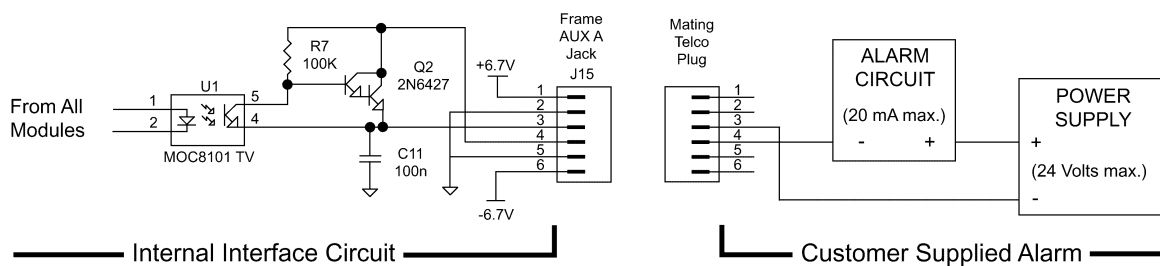 Frame
AUX A
Jack
J15
Mating
Telco
Plug
R7
100K
Q2
2N6427
+6.7V
U1
5
4
1
2
From All
Modules
MOC8101 TV
C11
100n
-6.7V
1
2
3
4
5
6
1
2
3
4
5
6
ALARM
CIRCUIT
(20 mA max.)
- +
POWER
SUPPLY
+
(24 Volts max.)
-
Internal Interface Circuit
Customer Supplied Alarm